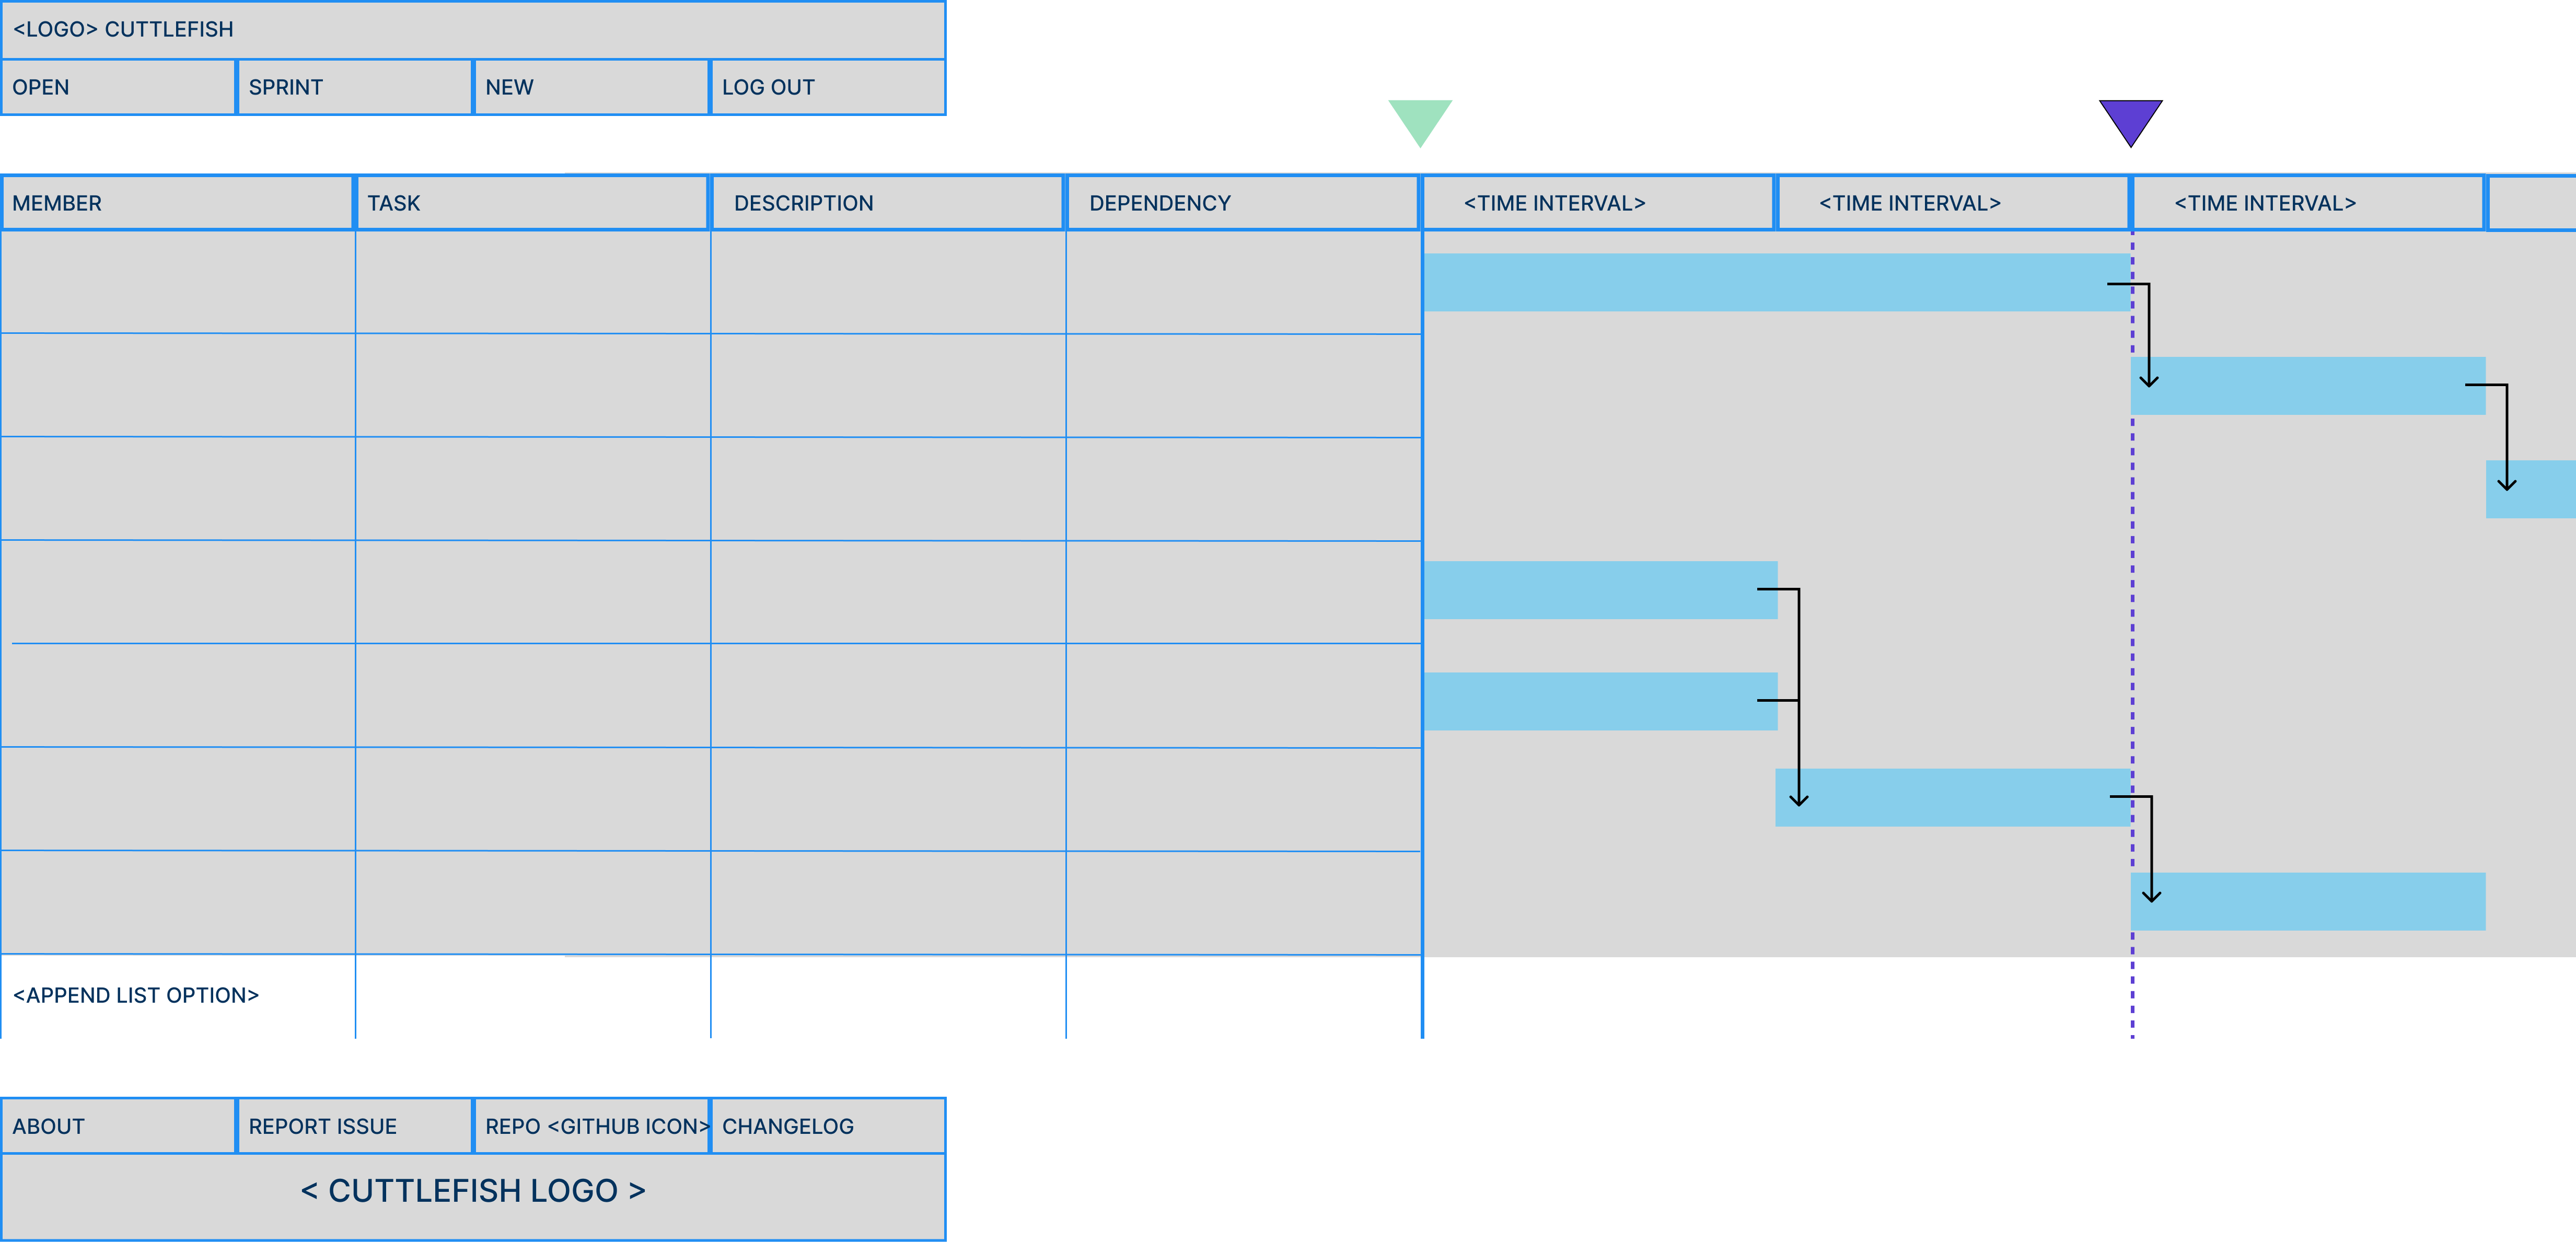 <LOGO> CUTTLEFISH
OPEN
SPRINT
NEW
LOG OUT
MEMBER
TASK
DESCRIPTION
DEPENDENCY
<TIME INTERVAL>
<TIME INTERVAL>
<TIME INTERVAL>
<APPEND LIST OPTION>
ABOUT
REPORT ISSUE
REPO <GITHUB ICON>
CHANGELOG
< CUTTLEFISH LOGO >